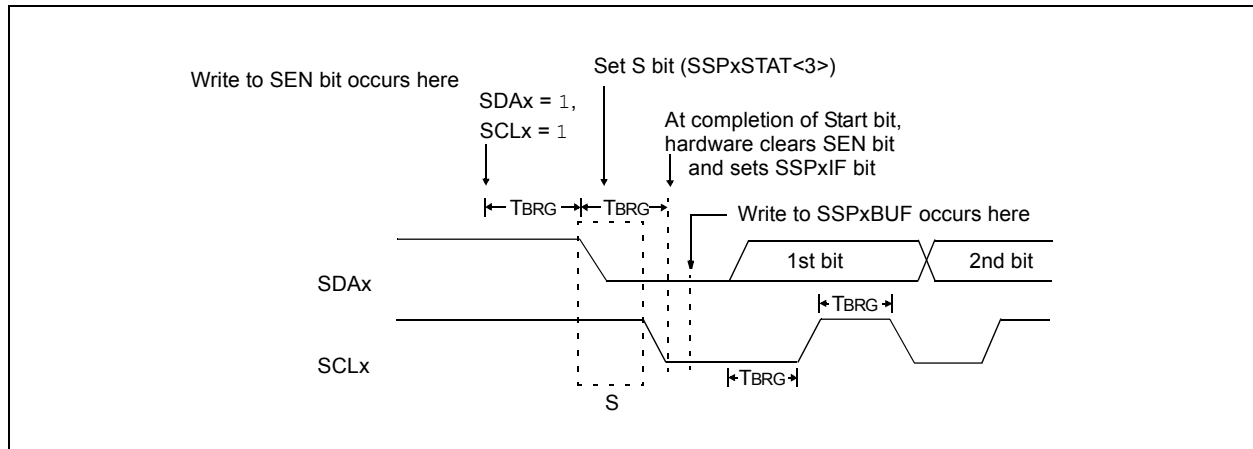 Write to SEN bit occurs here
Set S bit (SSPxSTAT<3>)
SDAx = 1,
SCLx = 1
At completion of Start bit,
hardware clears SEN bit
and sets SSPxIF bit
TBRG
TBRG
Write to SSPxBUF occurs here
SDAx
1st bit
2nd bit
TBRG
SCLx
TBRG
S